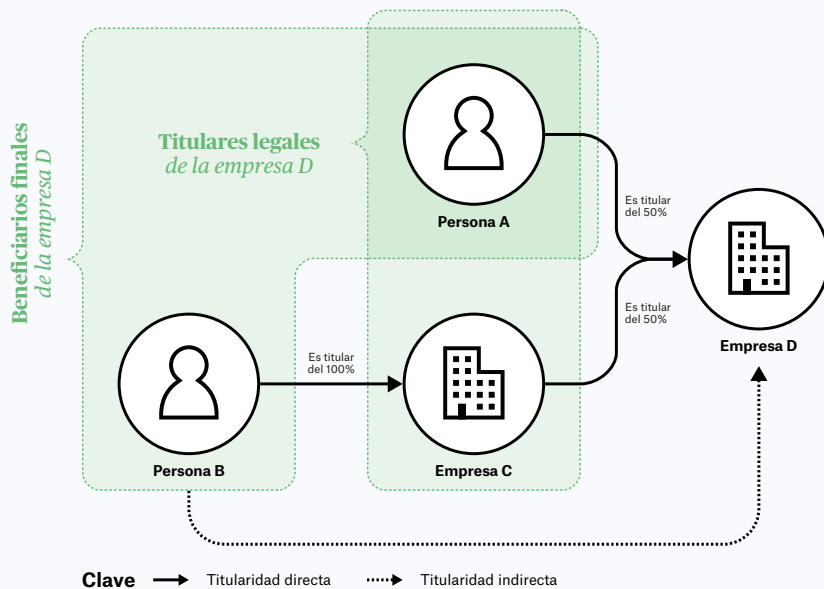 Beneficiarios finales
de la empresa D
Titulares legales
de la empresa D
Persona A
Es titular
del 50%
Es titular
del 50%
Empresa D
Es titular
del 100%
Persona B
Empresa C
Clave
Titularidad directa
Titularidad indirecta